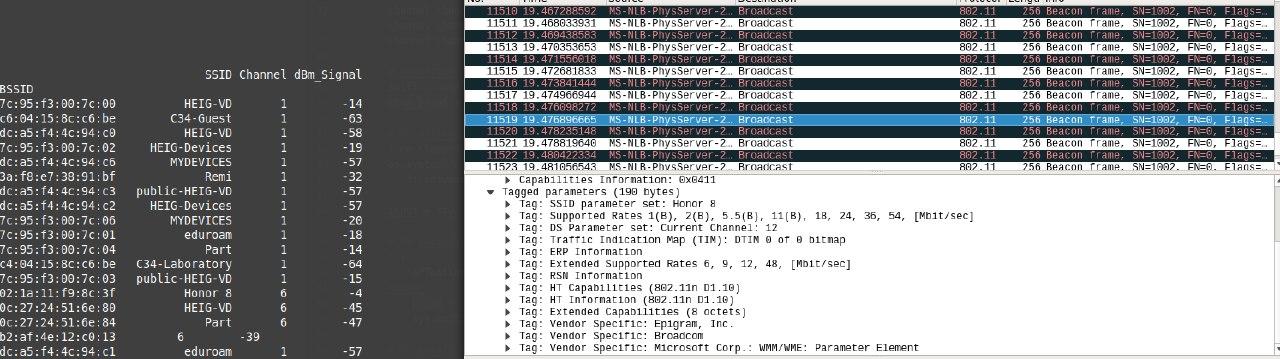 SSID Channel dBm_Signal
BSSID
7c:95:f3:00:7c:00 HEIG-VD 1 -14
c6:04:15:8c:c6:be C34-Guest 1 -63
dc:a5:f4:4c:94:c0 HEIG-VD 1 -58
7c:95:f3:00:7c:02 HEIG-Devices 1 -19
dc:a5:f4:4c:94:c6 MYDEVICES 1 -57
3a:f8:e7:30:91:bf Remi 1 -32
dc:a5:f4:4c:94:c3 public-HEIG-VD 1 -57
dc:a5:f4:4c:94:c2 HEIG-Devices 1 -57
7c:95:f3:00:7c:06 MYDEVICES 1 -20
7c:95:f3:00:7c:01 eduroam 1 -18
7c:95:f3:00:7c:04 Part 1 -14
c4:04:15:8c:c6:be C34-Laboratory 1 -64
7c:95:f3:00:7c:03 public-HEIG-VD 1 -15
02:1a:11:f9:8c:3f Honor 8 6 -4
0c:27:24:51:6e:80 HEIG-VD 6 -45
0c:27:24:51:6e:84 Part 6 -47
b2:af:4e:12:c0:13 6 -39
dc:a5:f4:4c:94:c1 eduroam 1 -57
11510 19.467288592 MS-NLB-PhysServer-2… Broadcast 802.11 256 Beacon frame, SN=1002, FN=0, Flags=…
11511 19.468033931 MS-NLB-PhysServer-2… Broadcast 802.11 256 Beacon frame, SN=1002, FN=0, Flags=…
11512 19.469438583 MS-NLB-PhysServer-2… Broadcast 802.11 256 Beacon frame, SN=1002, FN=0, Flags=…
11513 19.470353653 MS-NLB-PhysServer-2… Broadcast 802.11 256 Beacon frame, SN=1002, FN=0, Flags=…
11514 19.471556018 MS-NLB-PhysServer-2… Broadcast 802.11 256 Beacon frame, SN=1002, FN=0, Flags=…
11515 19.472681833 MS-NLB-PhysServer-2… Broadcast 802.11 256 Beacon frame, SN=1002, FN=0, Flags=…
11516 19.473841444 MS-NLB-PhysServer-2… Broadcast 802.11 256 Beacon frame, SN=1002, FN=0, Flags=…
11517 19.474966944 MS-NLB-PhysServer-2… Broadcast 802.11 256 Beacon frame, SN=1002, FN=0, Flags=…
11518 19.476098272 MS-NLB-PhysServer-2… Broadcast 802.11 256 Beacon frame, SN=1002, FN=0, Flags=…
11519 19.476896665 MS-NLB-PhysServer-2… Broadcast 802.11 256 Beacon frame, SN=1002, FN=0, Flags=…
11520 19.478235148 MS-NLB-PhysServer-2… Broadcast 802.11 256 Beacon frame, SN=1002, FN=0, Flags=…
11521 19.478819640 MS-NLB-PhysServer-2… Broadcast 802.11 256 Beacon frame, SN=1002, FN=0, Flags=…
11522 19.480422334 MS-NLB-PhysServer-2… Broadcast 802.11 256 Beacon frame, SN=1002, FN=0, Flags=…
11523 19.481056543 MS-NLB-PhysServer-2… Broadcast 802.11 256 Beacon frame, SN=1002, FN=0, Flags=…
Capabilities Information: 0x0411
Tagged parameters (190 bytes)
Tag: SSID parameter set: Honor 8
Tag: Supported Rates 1(B), 2(B), 5.5(B), 11(B), 18, 24, 36, 54, [Mbit/sec]
Tag: DS Parameter set: Current Channel: 12
Tag: Traffic Indication Map (TIM): DTIM 0 of 0 bitmap
Tag: ERP Information
Tag: Extended Supported Rates 6, 9, 12, 48, [Mbit/sec]
Tag: RSN Information
Tag: HT Capabilities (802.11n D1.10)
Tag: HT Information (802.11n D1.10)
Tag: Extended Capabilities (8 octets)
Tag: Vendor Specific: Epigram, Inc.
Tag: Vendor Specific: Broadcom
Tag: Vendor Specific: Microsoft Corp.: WMM/WME: Parameter Element